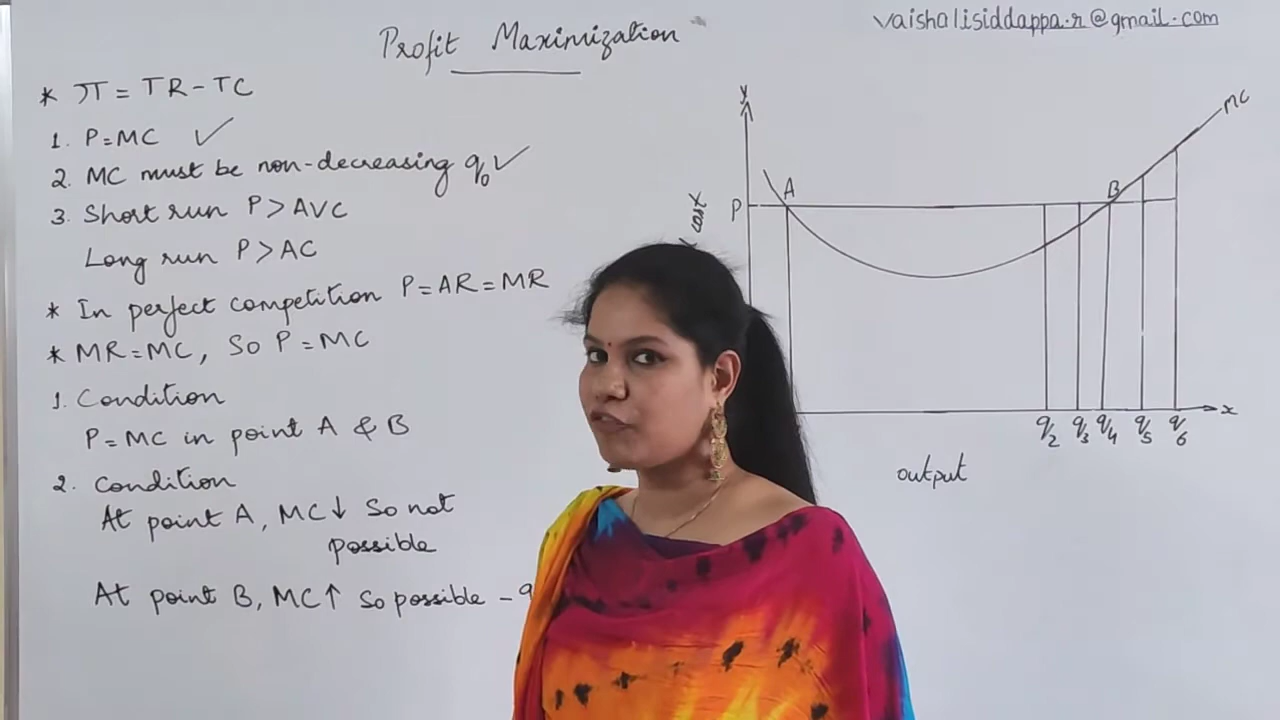 Profit Maximization
vaishalisiddappa.r@gmail.com
* π = TR - TC
1. P=MC ✓
2. MC must be non-decreasing q0 ✓
3. Short run P > AVC
Long run P > AC
* In perfect competition P = AR = MR
* MR = MC, So P = MC
1. Condition
P = MC in point A & B
2. Condition
At point A, MC↓ So not
possible
At point B, MC↑ So possible - q
y
MC
A
B
P
cost
x
q2 q3 q4 q5 q6
output